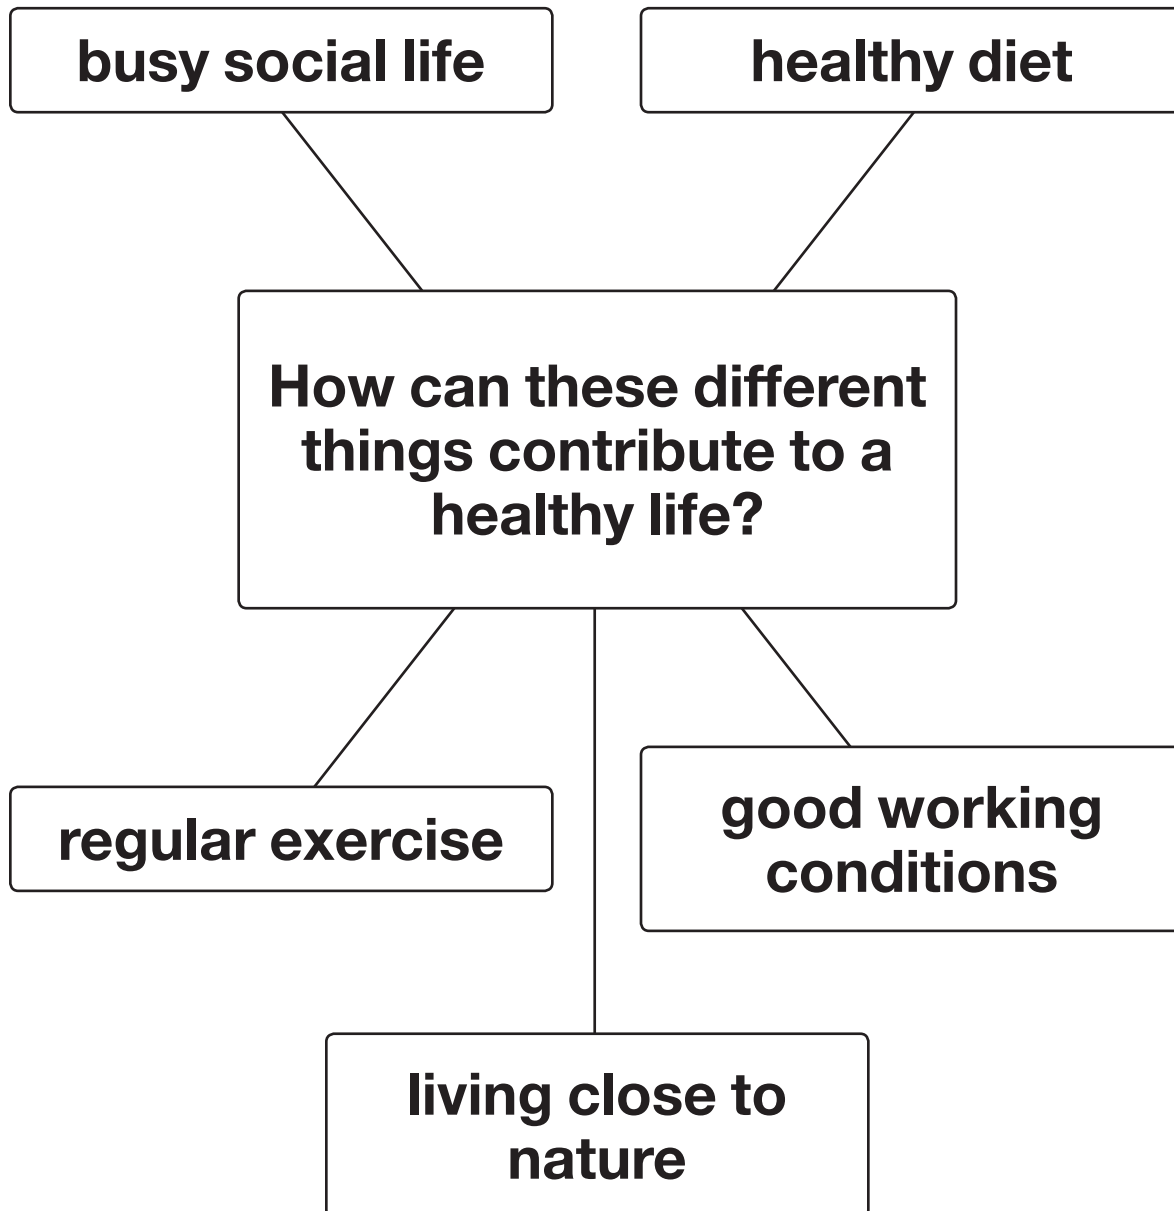 busy social life
healthy diet
How can these different
things contribute to a
healthy life?
regular exercise
good working
conditions
living close to
nature